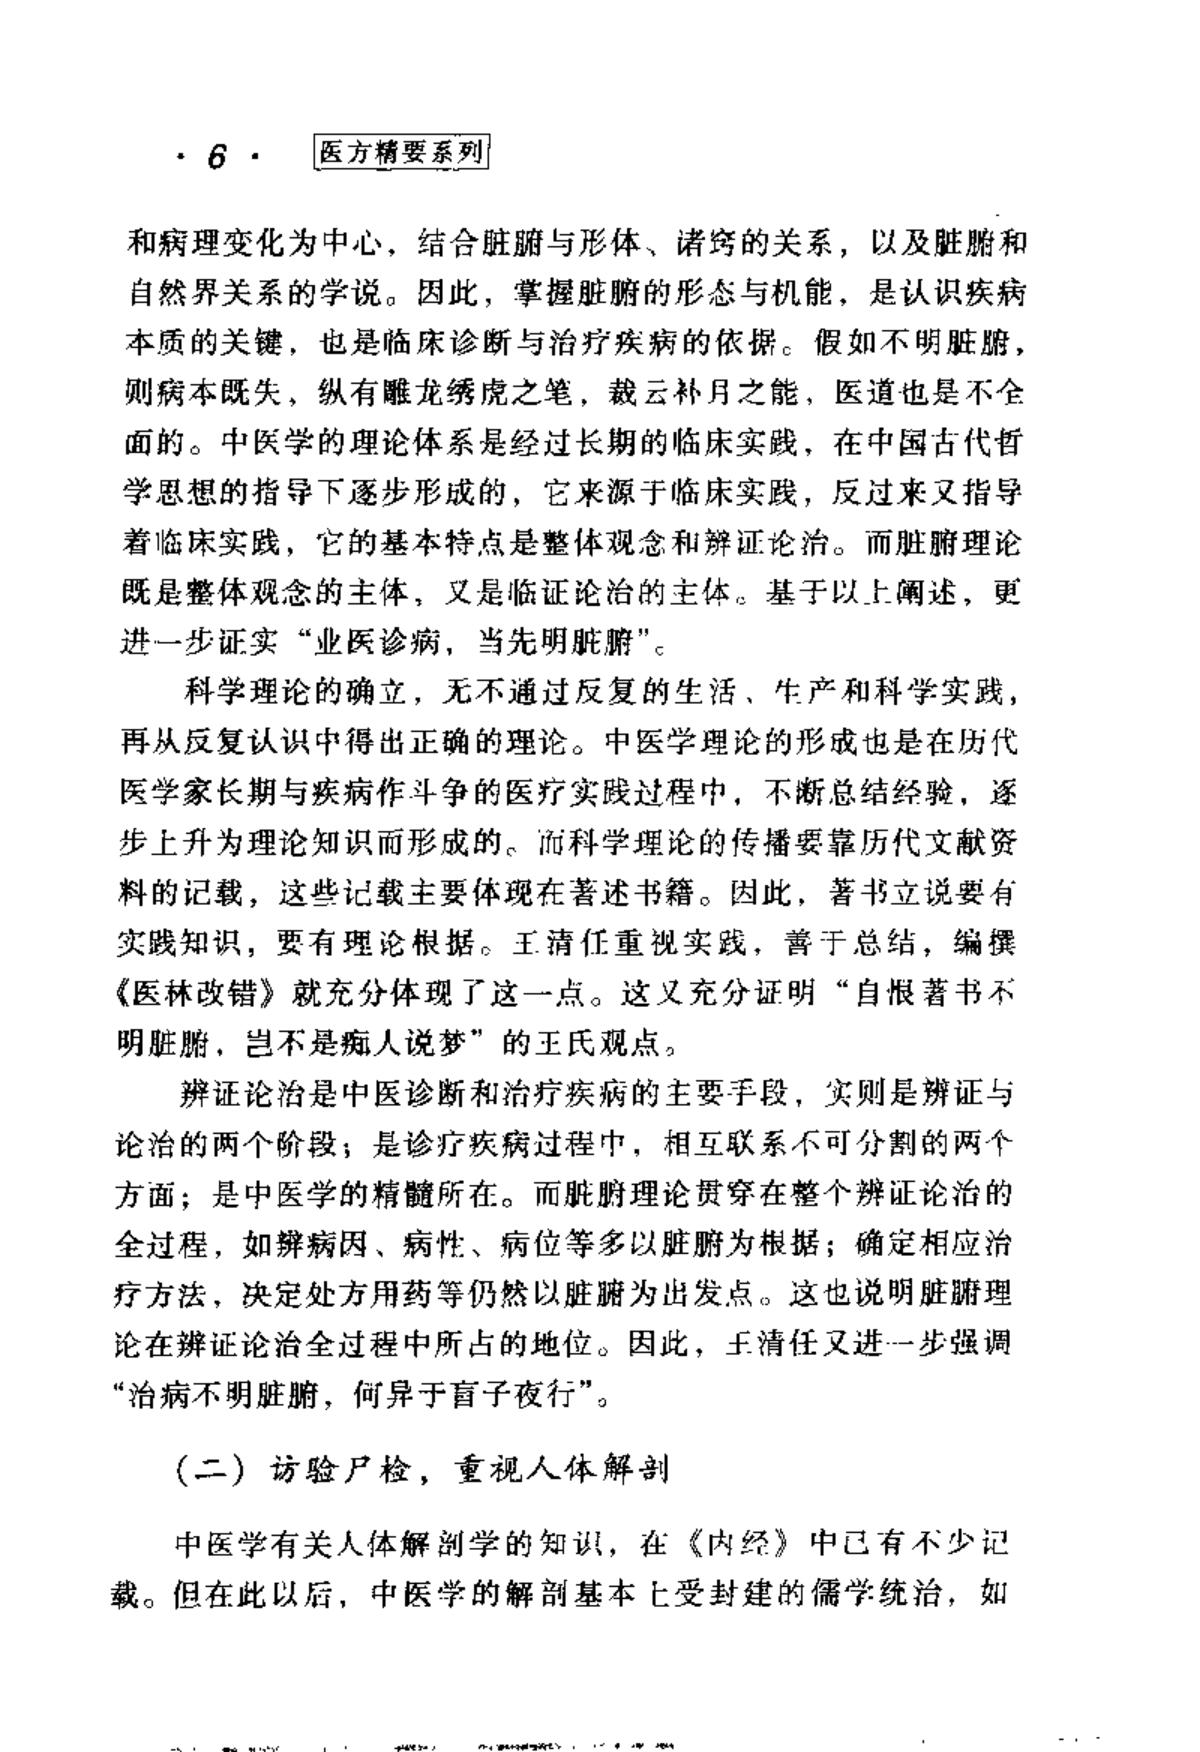 · 6 · 医方精要系列
和病理变化为中心，结合脏腑与形体、诸窍的关系，以及脏腑和
自然界关系的学说。因此，掌握脏腑的形态与机能，是认识疾病
本质的关键，也是临床诊断与治疗疾病的依据。假如不明脏腑，
则病本既失，纵有雕龙绣虎之笔，裁云补月之能，医道也是不全
面的。中医学的理论体系是经过长期的临床实践，在中国古代哲
学思想的指导下逐步形成的，它来源于临床实践，反过来又指导
着临床实践，它的基本特点是整体观念和辨证论治。而脏腑理论
既是整体观念的主体，又是临证论治的主体。基于以上阐述，更
进一步证实“业医诊病，当先明脏腑”。
科学理论的确立，无不通过反复的生活、生产和科学实践，
再从反复认识中得出正确的理论。中医学理论的形成也是在历代
医学家长期与疾病作斗争的医疗实践过程中，不断总结经验，逐
步上升为理论知识而形成的。而科学理论的传播要靠历代文献资
料的记载，这些记载主要体现在著述书籍。因此，著书立说要有
实践知识，要有理论根据。王清任重视实践，善于总结，编撰
《医林改错》就充分体现了这一点。这又充分证明“自恨著书不
明脏腑，岂不是痴人说梦”的王氏观点。
辨证论治是中医诊断和治疗疾病的主要手段，实则是辨证与
论治的两个阶段；是诊疗疾病过程中，相互联系不可分割的两个
方面；是中医学的精髓所在。而脏腑理论贯穿在整个辨证论治的
全过程，如辨病因、病性、病位等多以脏腑为根据；确定相应治
疗方法，决定处方用药等仍然以脏腑为出发点。这也说明脏腑理
论在辨证论治全过程中所占的地位。因此，王清任又进一步强调
“治病不明脏腑，何异于盲子夜行”。
（二）访验尸检，重视人体解剖
中医学有关人体解剖学的知识，在《内经》中已有不少记
载。但在此以后，中医学的解剖基本上受封建的儒学统治，如